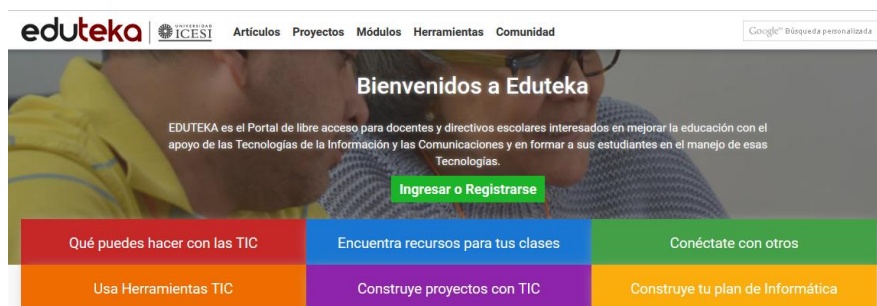 eduteka UNIVERSIDAD ICESI Artículos Proyectos Módulos Herramientas Comunidad Google™ Búsqueda personalizada
Bienvenidos a Eduteka
EDUTEKA es el Portal de libre acceso para docentes y directivos escolares interesados en mejorar la educación con el
apoyo de las Tecnologías de la Información y las Comunicaciones y en formar a sus estudiantes en el manejo de esas
Tecnologías.
Ingresar o Registrarse
Qué puedes hacer con las TIC Encuentra recursos para tus clases Conéctate con otros
Usa Herramientas TIC Construye proyectos con TIC Construye tu plan de Informática